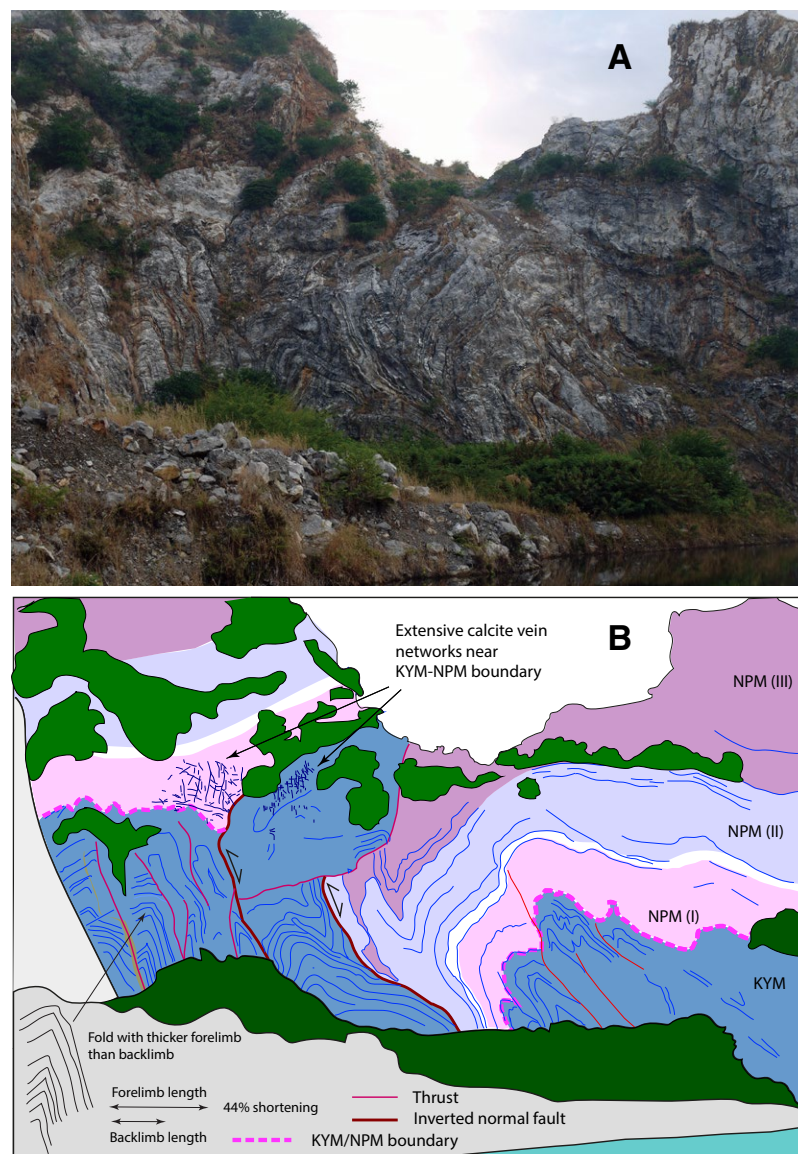 A
B
Extensive calcite vein
networks near
KYM-NPM boundary
NPM (III)
NPM (II)
NPM (I)
KYM
Fold with thicker forelimb
than backlimb
Forelimb length
44% shortening
Backlimb length
Thrust
Inverted normal fault
KYM/NPM boundary